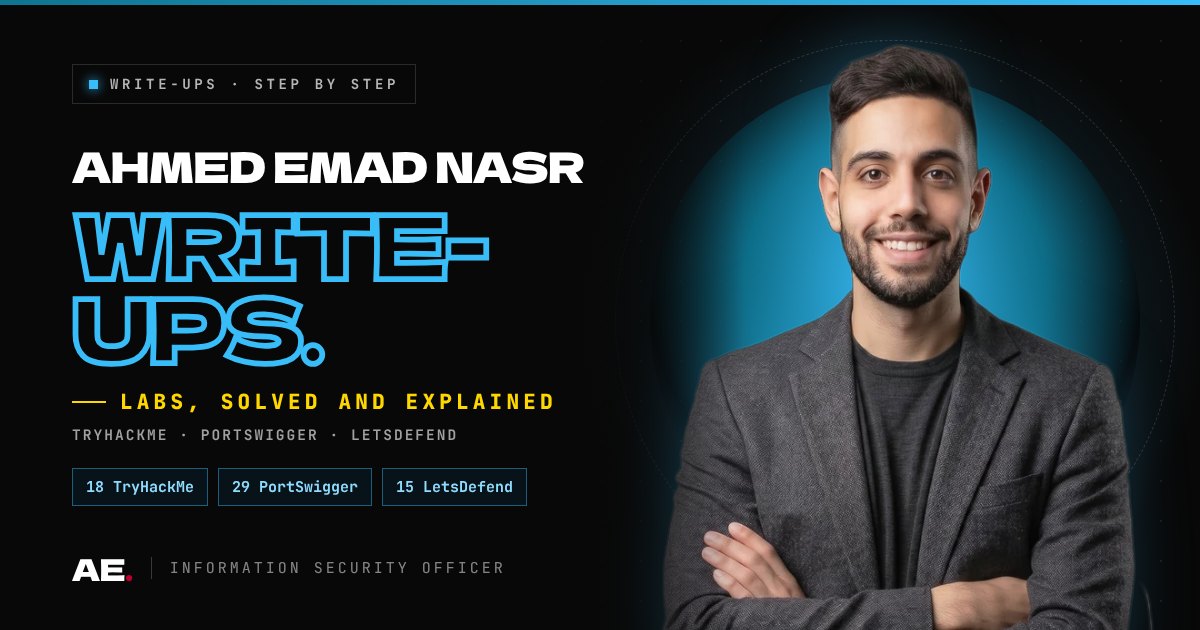 WRITE-UPS · STEP BY STEP
AHMED EMAD NASR
WRITE-
UPS.
LABS, SOLVED AND EXPLAINED
TRYHACKME · PORTSWIGGER · LETSDEFEND
18 TryHackMe
29 PortSwigger
15 LetsDefend
AE.
INFORMATION SECURITY OFFICER